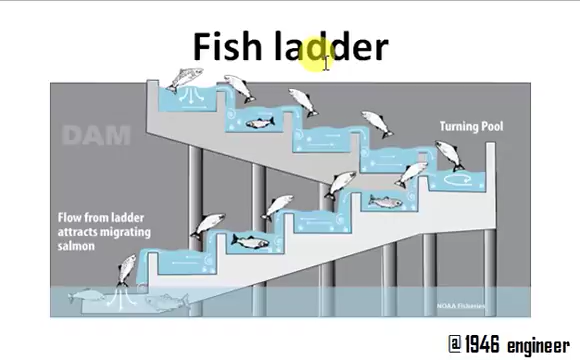 Fish ladder
DAM
Turning Pool
Flow from ladder
attracts migrating
salmon
NOAA Fisheries
@1946 engineer